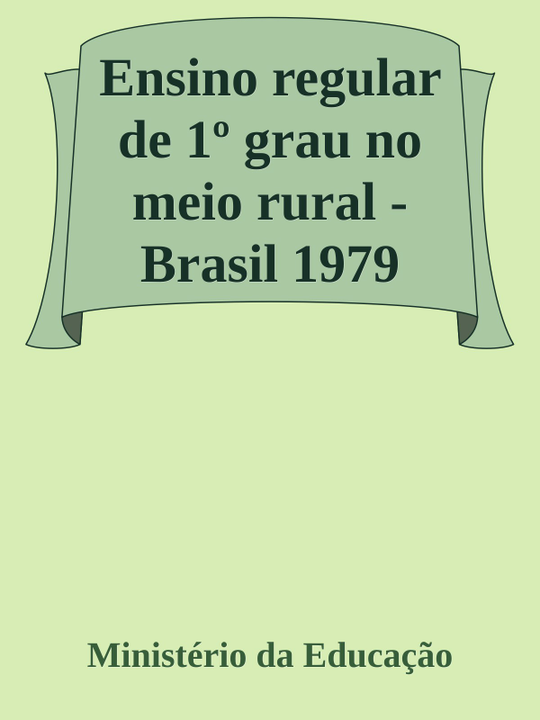 Ensino regular
de 1º grau no
meio rural -
Brasil 1979
Ministério da Educação